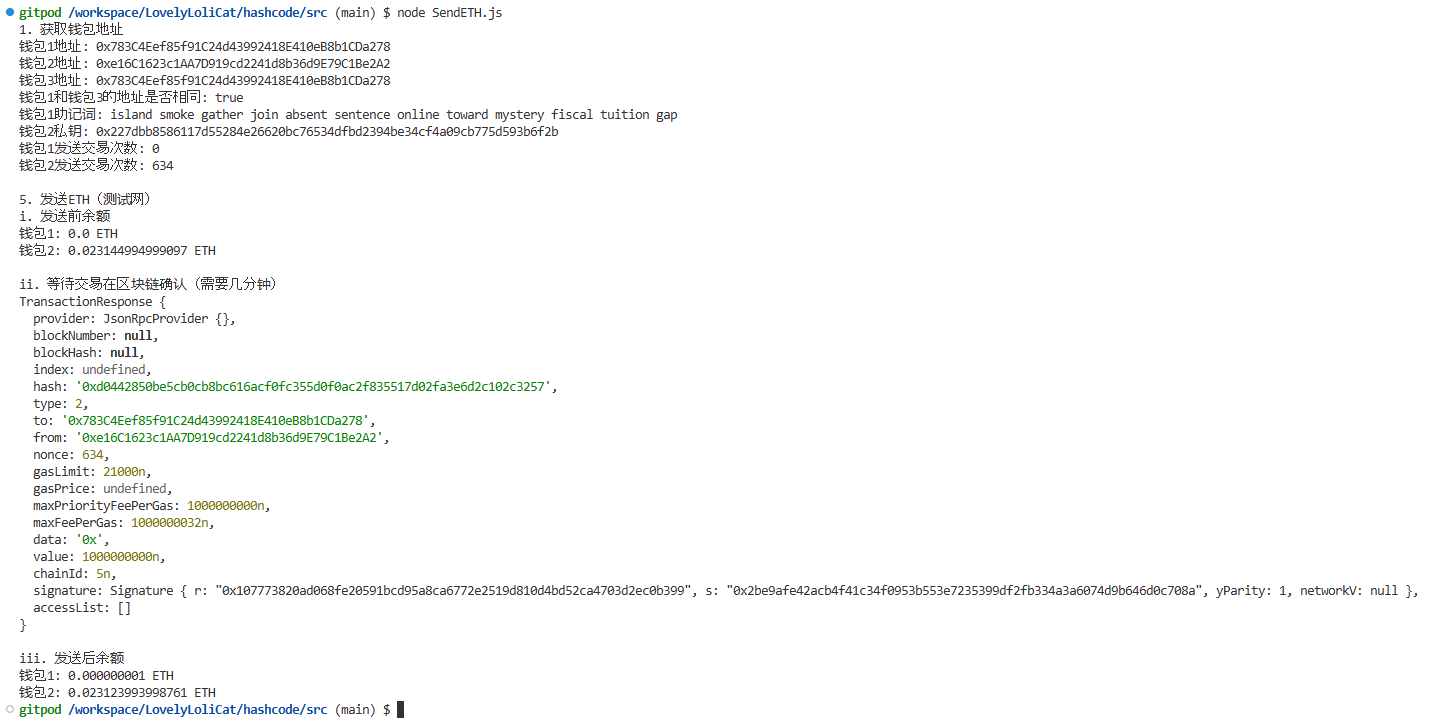 gitpod /workspace/LovelyLoliCat/hashcode/src (main) $ node SendETH.js
1. 获取钱包地址
钱包1地址: 0x783C4Eef85f91C24d43992418E410eB8b1CDa278
钱包2地址: 0xe16C1623c1AA7D919cd2241d8b36d9E79C1Be2A2
钱包3地址: 0x783C4Eef85f91C24d43992418E410eB8b1CDa278
钱包1和钱包3的地址是否相同: true
钱包1助记词: island smoke gather join absent sentence online toward mystery fiscal tuition gap
钱包2私钥: 0x227dbb8586117d55284e26620bc76534dfbd2394be34cf4a09cb775d593b6f2b
钱包1发送交易次数: 0
钱包2发送交易次数: 634
5. 发送ETH（测试网）
i. 发送前余额
钱包1: 0.0 ETH
钱包2: 0.023144994999097 ETH
ii. 等待交易在区块链确认（需要几分钟）
TransactionResponse {
  provider: JsonRpcProvider {},
  blockNumber: null,
  blockHash: null,
  index: undefined,
  hash: '0xd0442850be5cb0cb8bc616acf0fc355d0f0ac2f835517d02fa3e6d2c102c3257',
  type: 2,
  to: '0x783C4Eef85f91C24d43992418E410eB8b1CDa278',
  from: '0xe16C1623c1AA7D919cd2241d8b36d9E79C1Be2A2',
  nonce: 634,
  gasLimit: 21000n,
  gasPrice: undefined,
  maxPriorityFeePerGas: 1000000000n,
  maxFeePerGas: 1000000032n,
  data: '0x',
  value: 1000000000n,
  chainId: 5n,
  signature: Signature { r: "0x107773820ad068fe20591bcd95a8ca6772e2519d810d4bd52ca4703d2ec0b399", s: "0x2be9afe42acb4f41c34f0953b553e7235399df2fb334a3a6074d9b646d0c708a", yParity: 1, networkV: null },
  accessList: []
}
iii. 发送后余额
钱包1: 0.000000001 ETH
钱包2: 0.023123993998761 ETH
gitpod /workspace/LovelyLoliCat/hashcode/src (main) $